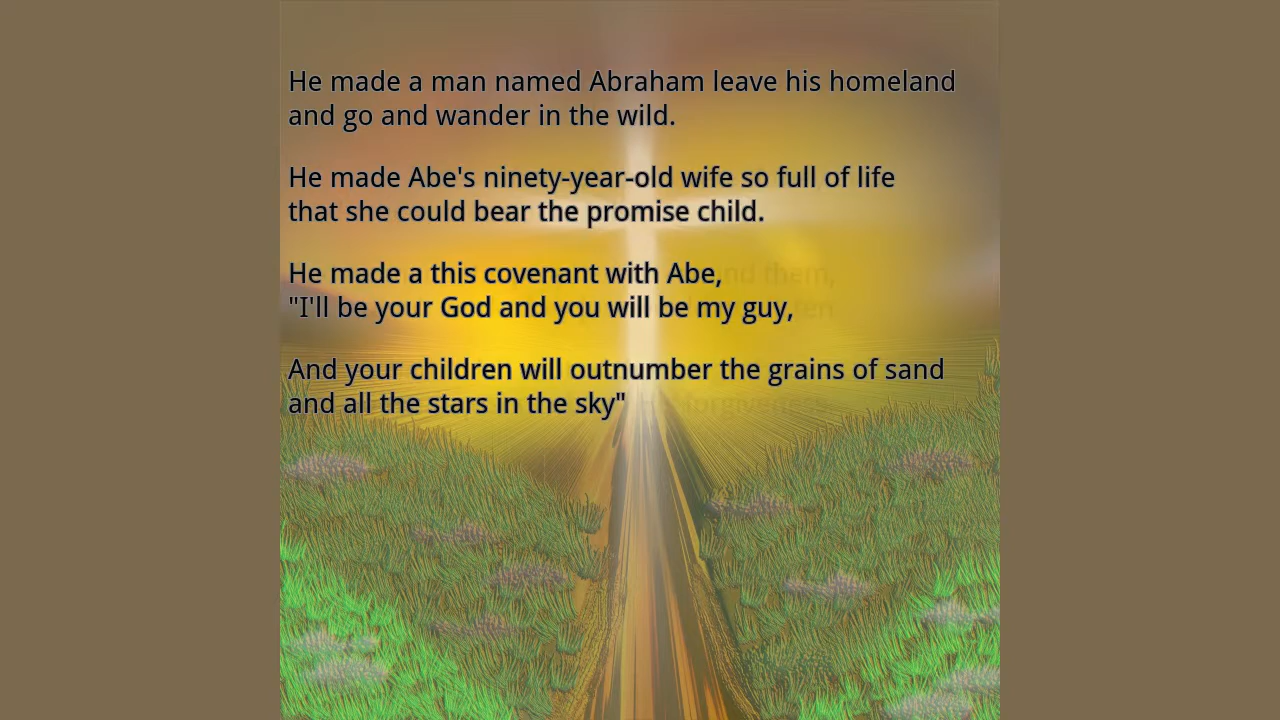 He made a man named Abraham leave his homeland
and go and wander in the wild.
He made Abe's ninety-year-old wife so full of life
that she could bear the promise child.
He made a this covenant with Abe,
"I'll be your God and you will be my guy,
And your children will outnumber the grains of sand
and all the stars in the sky"